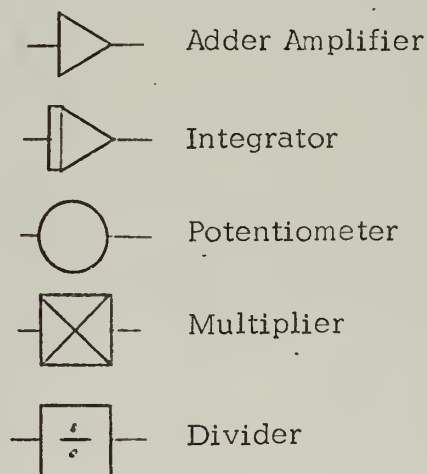 Adder Amplifier
Integrator
Potentiometer
Multiplier
Divider